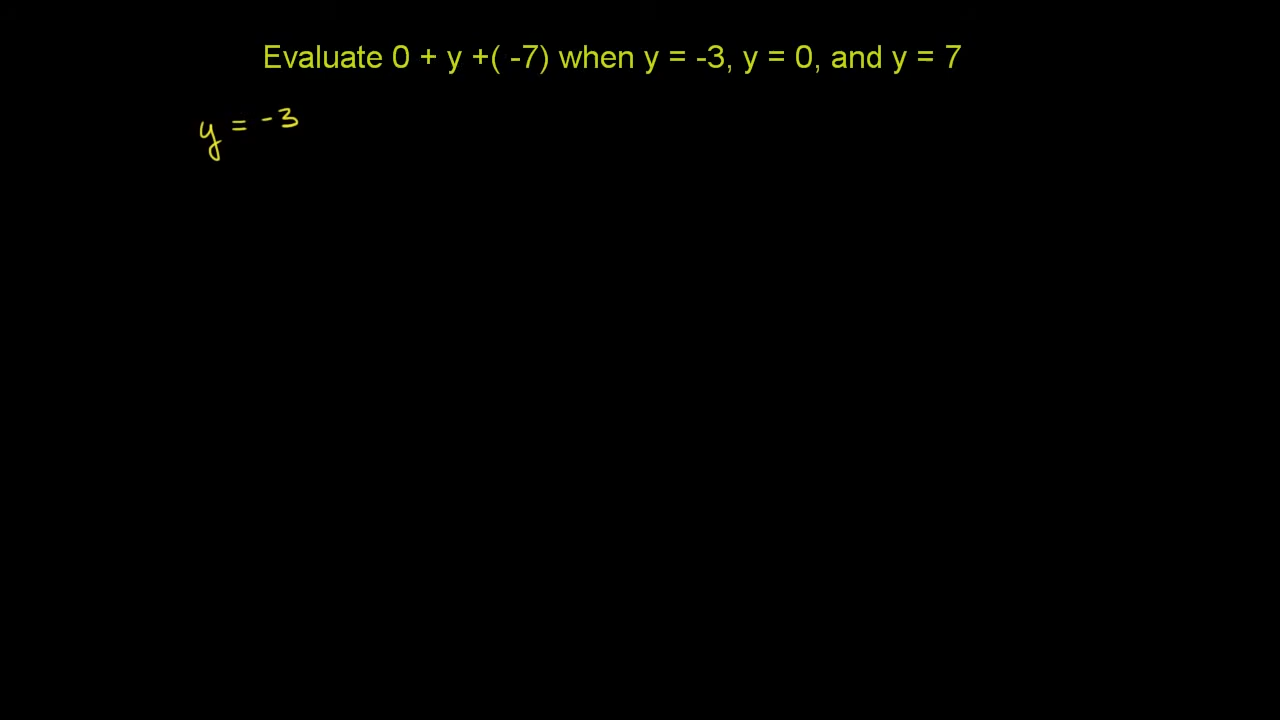 Evaluate 0 + y +( -7) when y = -3, y = 0, and y = 7
y = -3